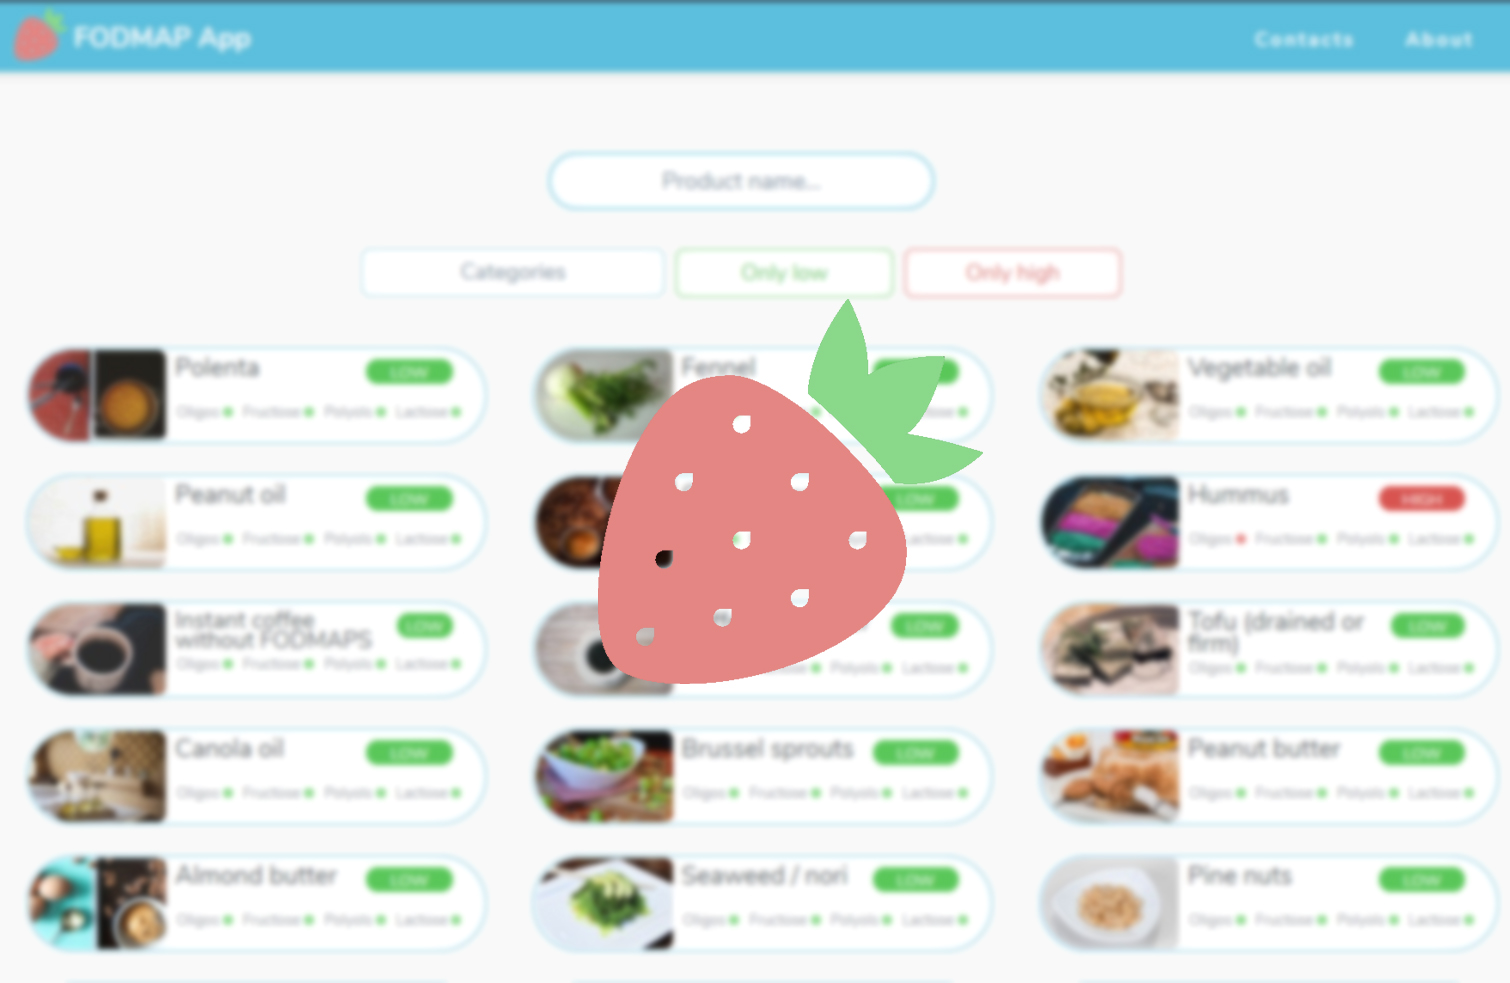 FODMAP App
Contacts
About
Product name...
Categories
Only low
Only high
Polenta
LOW
Oligos Fructose Polyols Lactose
Fennel
Vegetable oil
LOW
Oligos Fructose Polyols Lactose
Peanut oil
LOW
Oligos Fructose Polyols Lactose
LOW
Hummus
HIGH
Oligos Fructose Polyols Lactose
Instant coffee
without FODMAPS
LOW
Oligos Fructose Polyols Lactose
LOW
Polyols Lactose
Tofu (drained or
firm)
LOW
Oligos Fructose Polyols Lactose
Canola oil
LOW
Oligos Fructose Polyols Lactose
Brussel sprouts
LOW
Oligos Fructose Polyols Lactose
Peanut butter
LOW
Oligos Fructose Polyols Lactose
Almond butter
LOW
Oligos Fructose Polyols Lactose
Seaweed / nori
LOW
Oligos Fructose Polyols Lactose
Pine nuts
LOW
Oligos Fructose Polyols Lactose